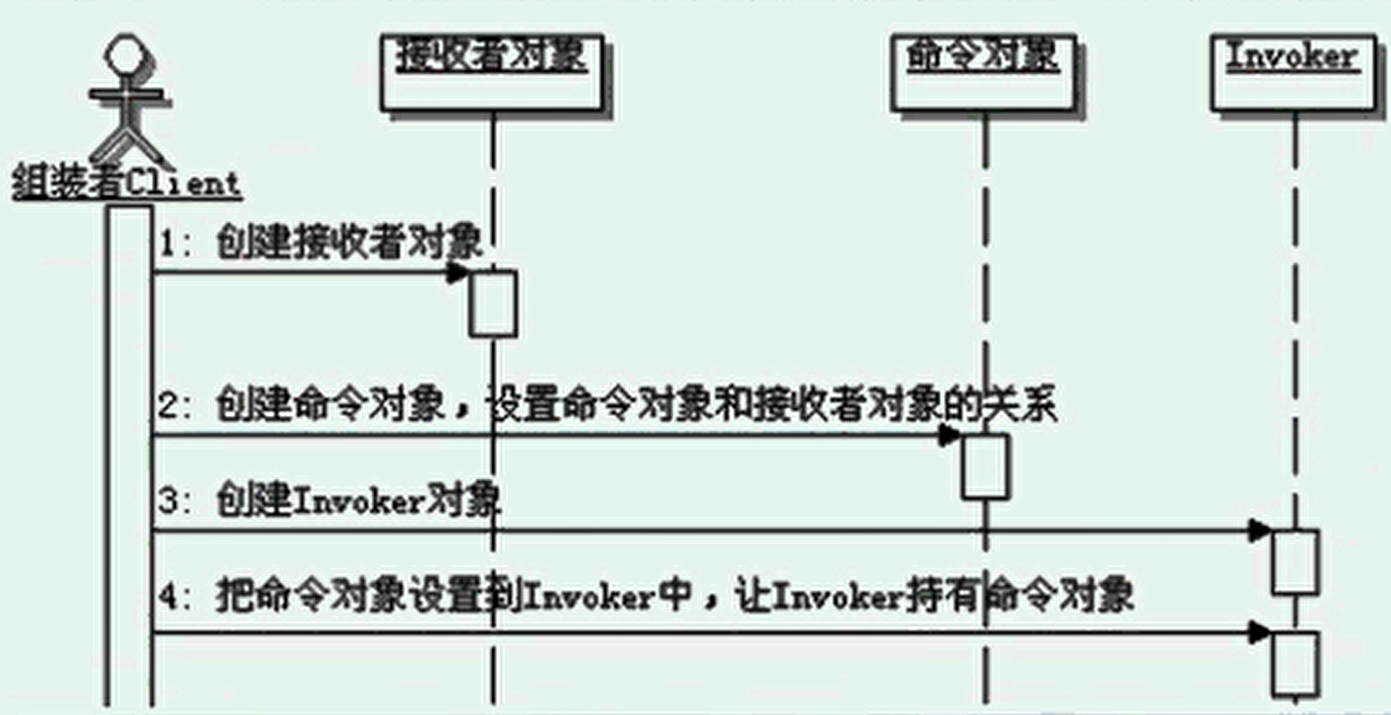 接收者对象
命令对象
Invoker
组装者Client
1: 创建接收者对象
2: 创建命令对象，设置命令对象和接收者对象的关系
3: 创建Invoker对象
4: 把命令对象设置到Invoker中，让Invoker持有命令对象